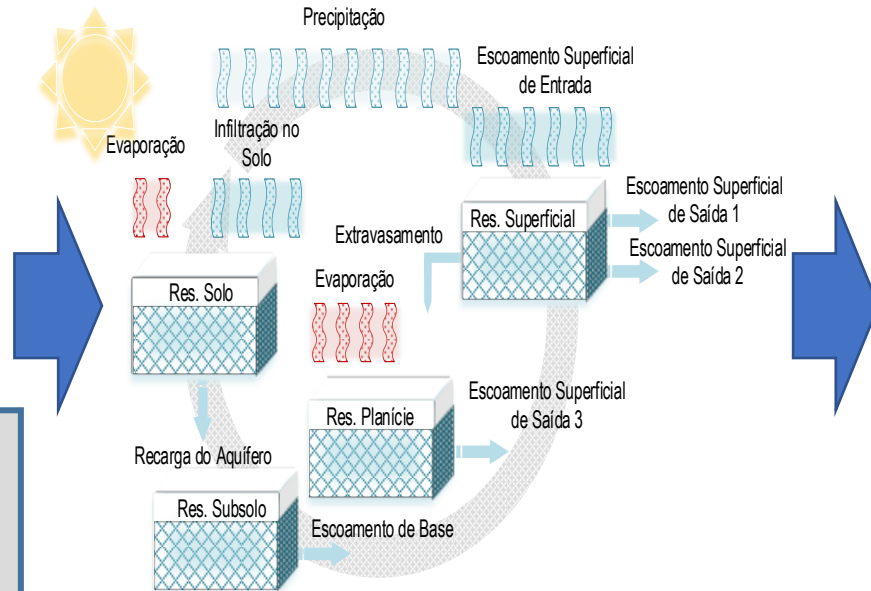 Precipitação
Escoamento Superficial
de Entrada
Evaporação
Infiltração no
Solo
Escoamento Superficial
de Saída 1
Res. Superficial
Extravasamento
Escoamento Superficial
de Saída 2
Evaporação
Res. Solo
Escoamento Superficial
de Saída 3
Res. Planície
Recarga do Aquífero
Res. Subsolo
Escoamento de Base